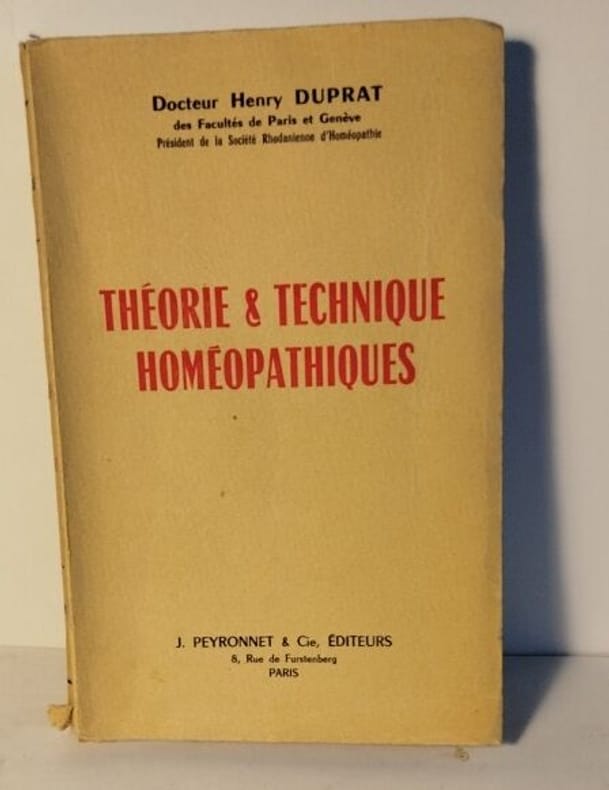 Docteur Henry DUPRAT
des Facultés de Paris et Genève
Président de la Société Rhodanienne d'Homéopathie
THÉORIE & TECHNIQUE
HOMÉOPATHIQUES
J. PEYRONNET & Cie, ÉDITEURS
8, Rue de Furstenberg
PARIS